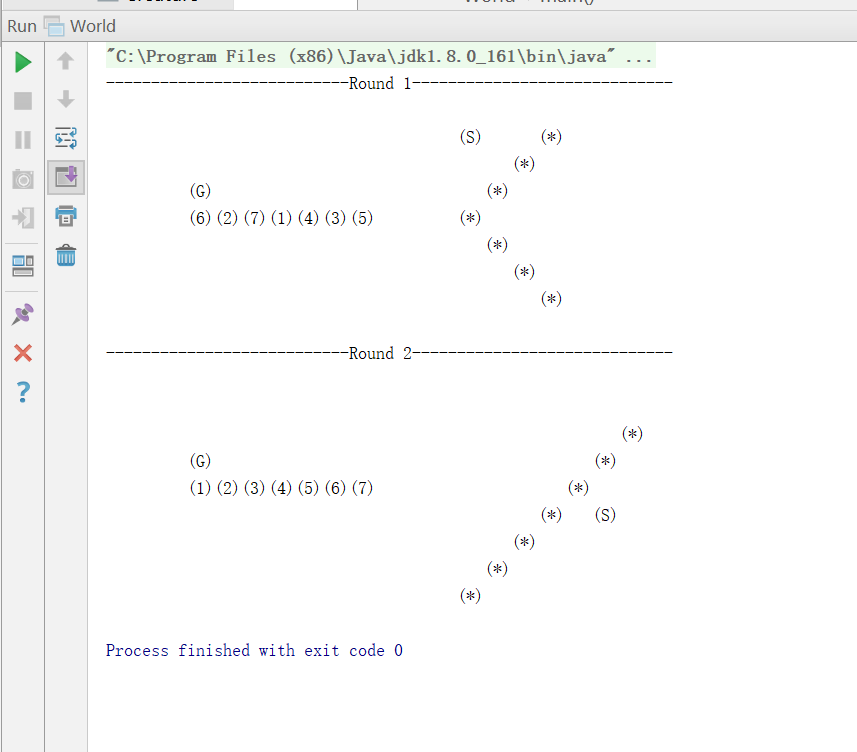 Run World
"C:\Program Files (x86)\Java\jdk1.8.0_161\bin\java" ...
---------------------------Round 1-----------------------------
(S) (*)
(*)
(G) (*)
(6)(2)(7)(1)(4)(3)(5) (*)
(*)
(*)
(*)
---------------------------Round 2-----------------------------
(*)
(G) (*)
(1)(2)(3)(4)(5)(6)(7) (*)
(*) (S)
(*)
(*)
(*)
Process finished with exit code 0